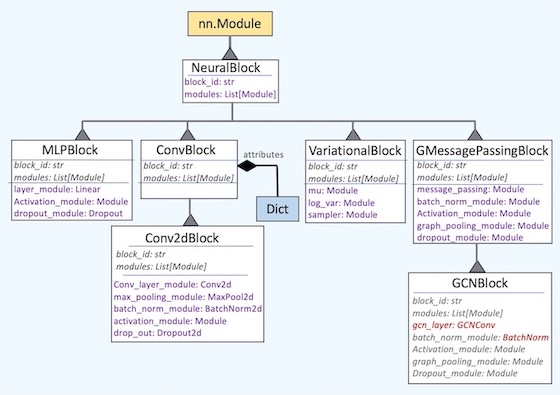 nn.Module
NeuralBlock
block_id: str
modules: List[Module]
MLPBlock
block_id: str
modules: List[Module]
layer_module: Linear
Activation_module: Module
dropout_module: Dropout
ConvBlock
block_id: str
modules: List[Module]
attributes
Dict
VariationalBlock
block_id: str
modules: List[Module]
mu: Module
log_var: Module
sampler: Module
GMessagePassingBlock
block_id: str
modules: List[Module]
message_passing: Module
batch_norm_module: Module
Activation_module: Module
graph_pooling_module: Module
dropout_module: Module
Conv2dBlock
block_id: str
modules: List[Module]
Conv_layer_module: Conv2d
max_pooling_module: MaxPool2d
batch_norm_module: BatchNorm2d
activation_module: Module
drop_out: Dropout2d
GCNBlock
block_id: str
modules: List[Module]
gcn_layer: GCNConv
batch_norm_module: BatchNorm
Activation_module: Module
graph_pooling_module: Module
Dropout_module: Module